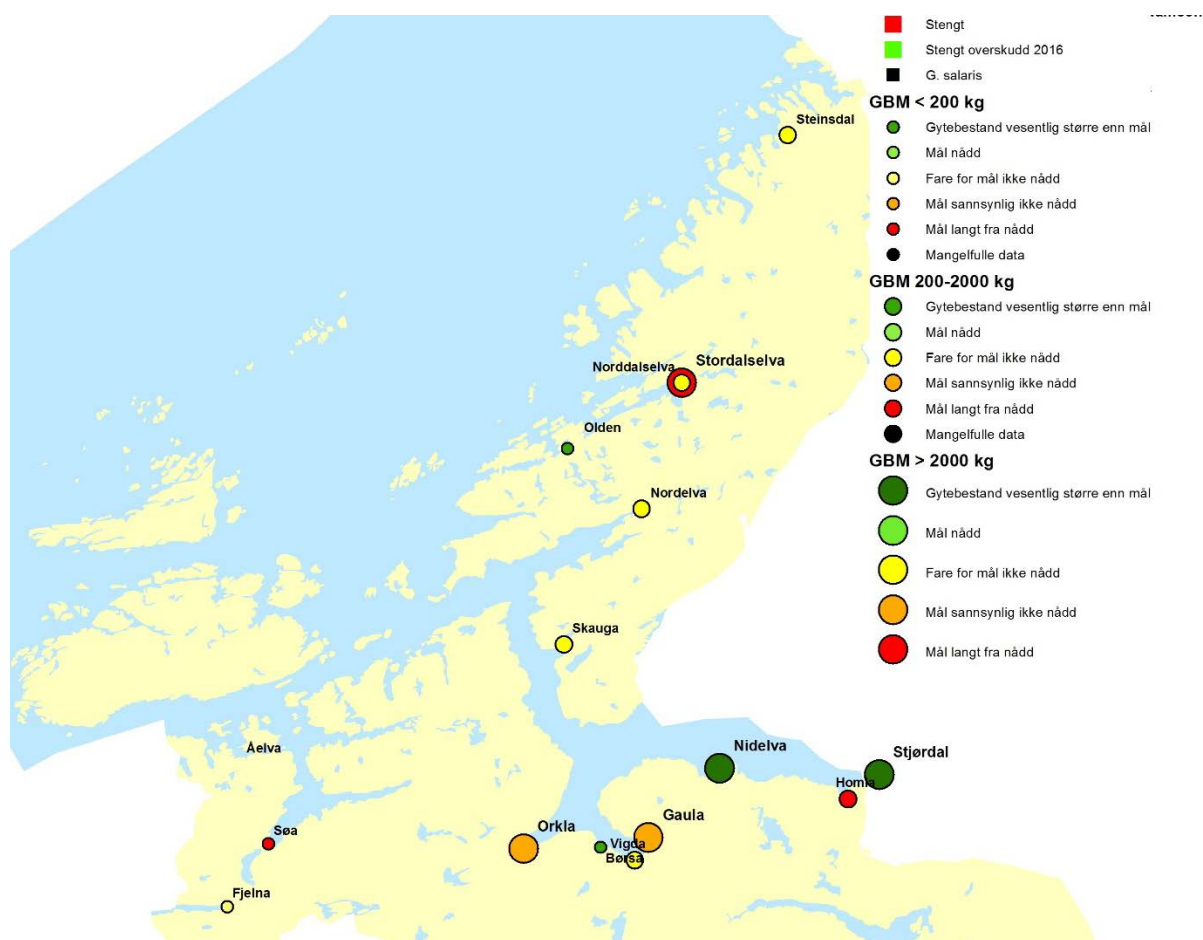 Stengt
Stengt overskudd 2016
G. salaris
GBM < 200 kg
Gytebestand vesentlig større enn mål
Mål nådd
Fare for mål ikke nådd
Mål sannsynlig ikke nådd
Mål langt fra nådd
Mangelfulle data
GBM 200-2000 kg
Gytebestand vesentlig større enn mål
Mål nådd
Fare for mål ikke nådd
Mål sannsynlig ikke nådd
Mål langt fra nådd
Mangelfulle data
GBM > 2000 kg
Gytebestand vesentlig større enn mål
Mål nådd
Fare for mål ikke nådd
Mål sannsynlig ikke nådd
Mål langt fra nådd
Steinsdal
Norddalselva
Stordalselva
Olden
Nordelva
Skauga
Åelva
Nidelva
Stjørdal
Homla
Søa
Orkla
Gaula
Vigda
Børsa
Fjelna